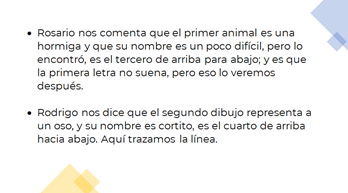 • Rosario nos comenta que el primer animal es una
hormiga y que su nombre es un poco difícil, pero lo
encontró, es el tercero de arriba para abajo; y es que
la primera letra no suena, pero eso lo veremos
después.
• Rodrigo nos dice que el segundo dibujo representa a
un oso, y su nombre es cortito, es el cuarto de arriba
hacia abajo. Aquí trazamos la línea.